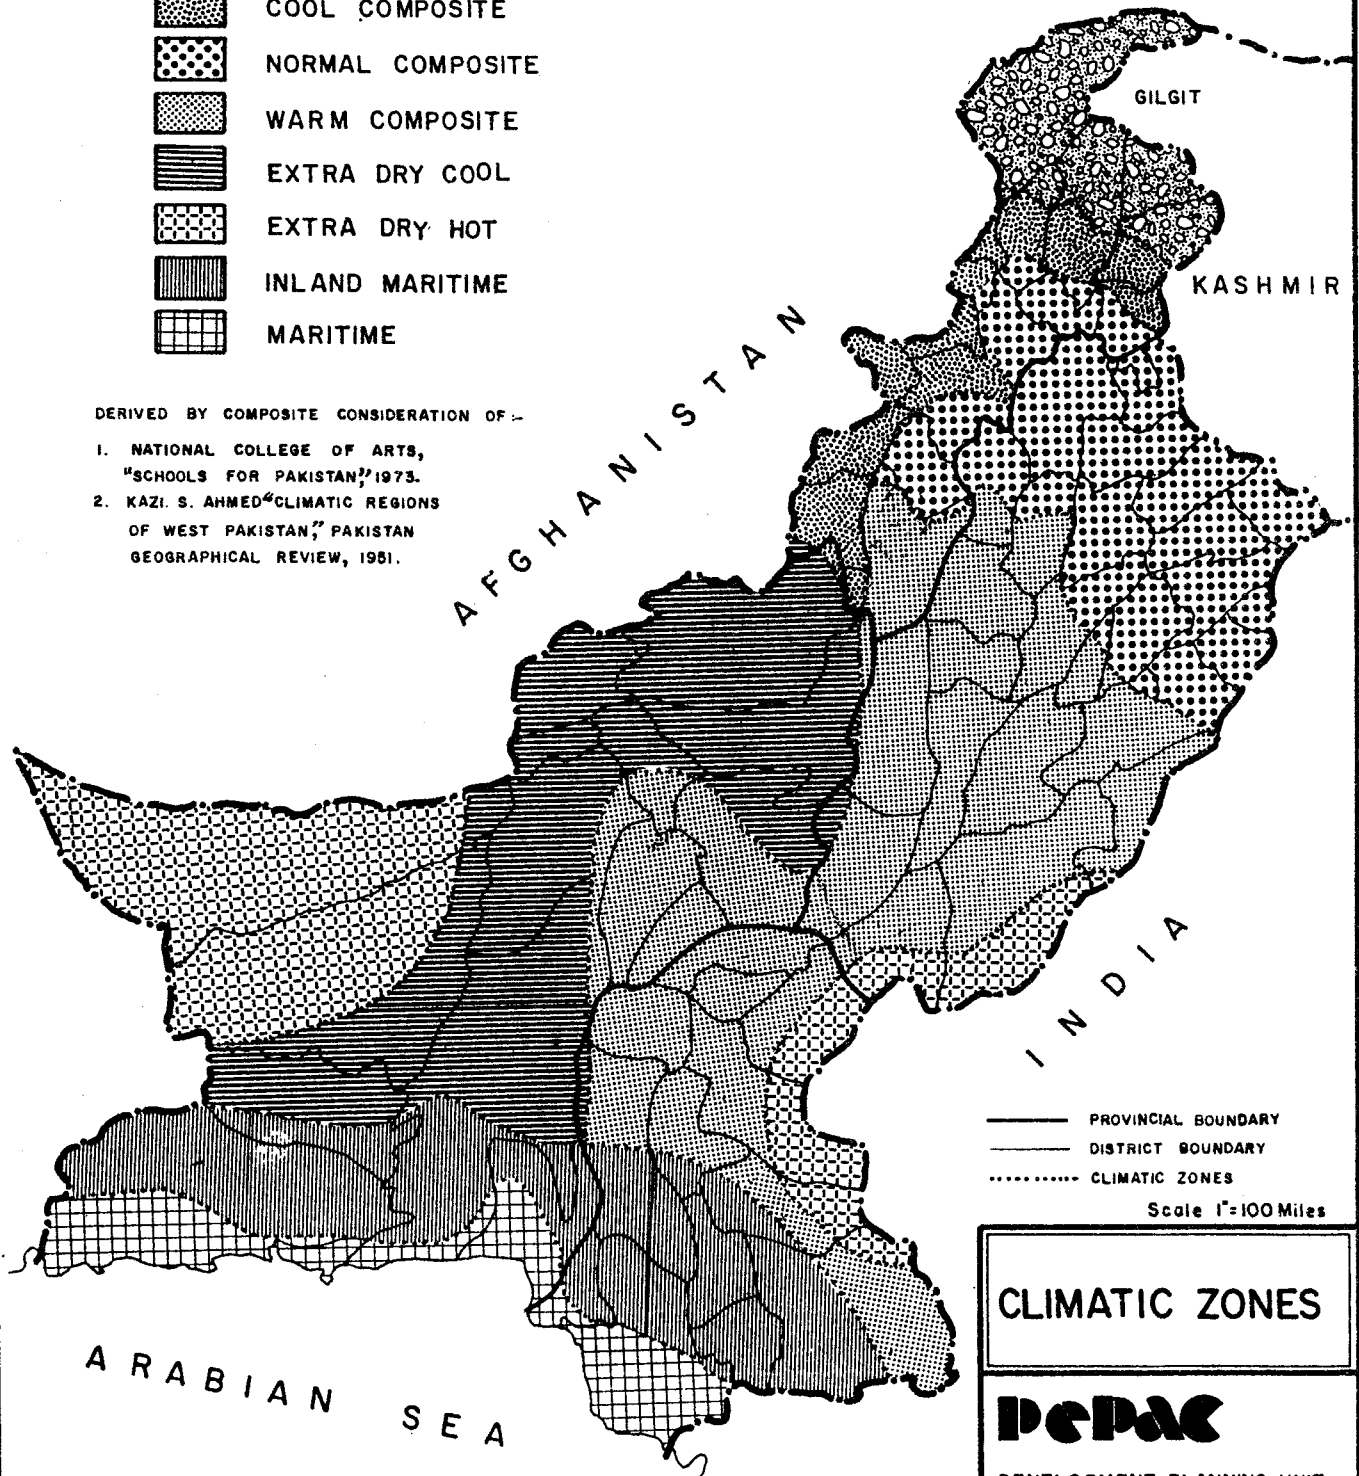 COOL COMPOSITE
NORMAL COMPOSITE
WARM COMPOSITE
EXTRA DRY COOL
EXTRA DRY HOT
INLAND MARITIME
MARITIME
DERIVED BY COMPOSITE CONSIDERATION OF :-
1. NATIONAL COLLEGE OF ARTS,
"SCHOOLS FOR PAKISTAN," 1973.
2. KAZI. S. AHMED "CLIMATIC REGIONS
OF WEST PAKISTAN," PAKISTAN
GEOGRAPHICAL REVIEW, 1951.
GILGIT
KASHMIR
AFGHANISTAN
INDIA
ARABIAN SEA
PROVINCIAL BOUNDARY
DISTRICT BOUNDARY
CLIMATIC ZONES
Scale 1"=100 Miles
CLIMATIC ZONES
PEPAC